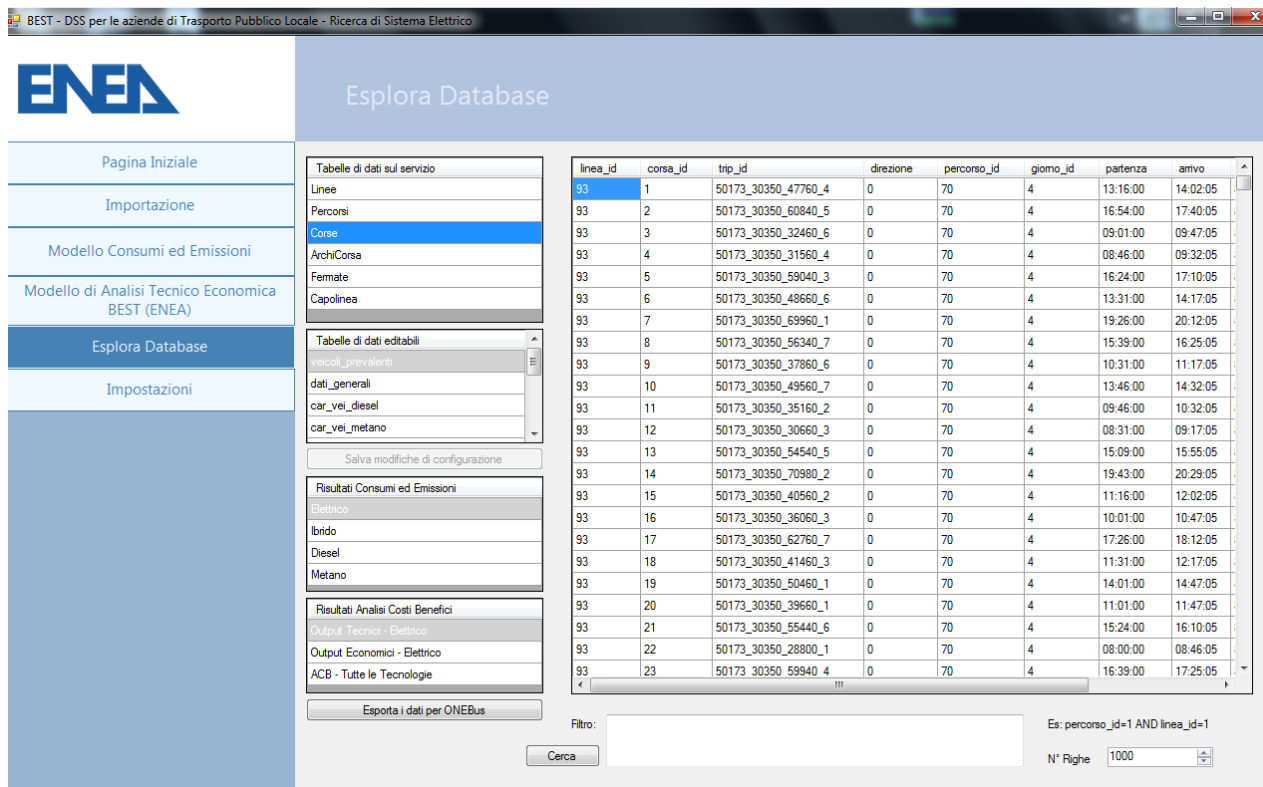 BEST - DSS per le aziende di Trasporto Pubblico Locale - Ricerca di Sistema Elettrico
ENEA
Esplora Database
Pagina Iniziale
Importazione
Modello Consumi ed Emissioni
Modello di Analisi Tecnico Economica
BEST (ENEA)
Esplora Database
Impostazioni
Tabelle di dati sul servizio
Linee
Percorsi
Corse
ArchiCorsa
Fermate
Capolinea
Tabelle di dati editabili
veicoli_prevalenti
dati_generali
car_vei_diesel
car_vei_metano
Salva modifiche di configurazione
Risultati Consumi ed Emissioni
Elettrico
Ibrido
Diesel
Metano
Risultati Analisi Costi Benefici
Output Tecnici - Elettrico
Output Economici - Elettrico
ACB - Tutte le Tecnologie
Esporta i dati per ONEBus
linea_id corsa_id trip_id direzione percorso_id giorno_id partenza arrivo
93 1 50173_30350_47760_4 0 70 4 13:16:00 14:02:05
93 2 50173_30350_60840_5 0 70 4 16:54:00 17:40:05
93 3 50173_30350_32460_6 0 70 4 09:01:00 09:47:05
93 4 50173_30350_31560_4 0 70 4 08:46:00 09:32:05
93 5 50173_30350_59040_3 0 70 4 16:24:00 17:10:05
93 6 50173_30350_48660_6 0 70 4 13:31:00 14:17:05
93 7 50173_30350_69960_1 0 70 4 19:26:00 20:12:05
93 8 50173_30350_56340_7 0 70 4 15:39:00 16:25:05
93 9 50173_30350_37860_6 0 70 4 10:31:00 11:17:05
93 10 50173_30350_49560_7 0 70 4 13:46:00 14:32:05
93 11 50173_30350_35160_2 0 70 4 09:46:00 10:32:05
93 12 50173_30350_30660_3 0 70 4 08:31:00 09:17:05
93 13 50173_30350_54540_5 0 70 4 15:09:00 15:55:05
93 14 50173_30350_70980_2 0 70 4 19:43:00 20:29:05
93 15 50173_30350_40560_2 0 70 4 11:16:00 12:02:05
93 16 50173_30350_36060_3 0 70 4 10:01:00 10:47:05
93 17 50173_30350_62760_7 0 70 4 17:26:00 18:12:05
93 18 50173_30350_41460_3 0 70 4 11:31:00 12:17:05
93 19 50173_30350_50460_1 0 70 4 14:01:00 14:47:05
93 20 50173_30350_39660_1 0 70 4 11:01:00 11:47:05
93 21 50173_30350_55440_6 0 70 4 15:24:00 16:10:05
93 22 50173_30350_28800_1 0 70 4 08:00:00 08:46:05
93 23 50173_30350_59940_4 0 70 4 16:39:00 17:25:05
Filtro:
Es: percorso_id=1 AND linea_id=1
Cerca
N° Righe 1000